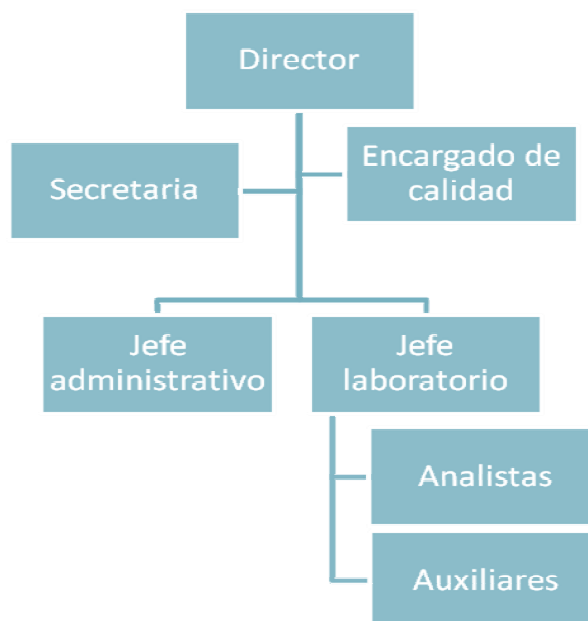 Director
Secretaria
Encargado de
calidad
Jefe
administrativo
Jefe
laboratorio
Analistas
Auxiliares